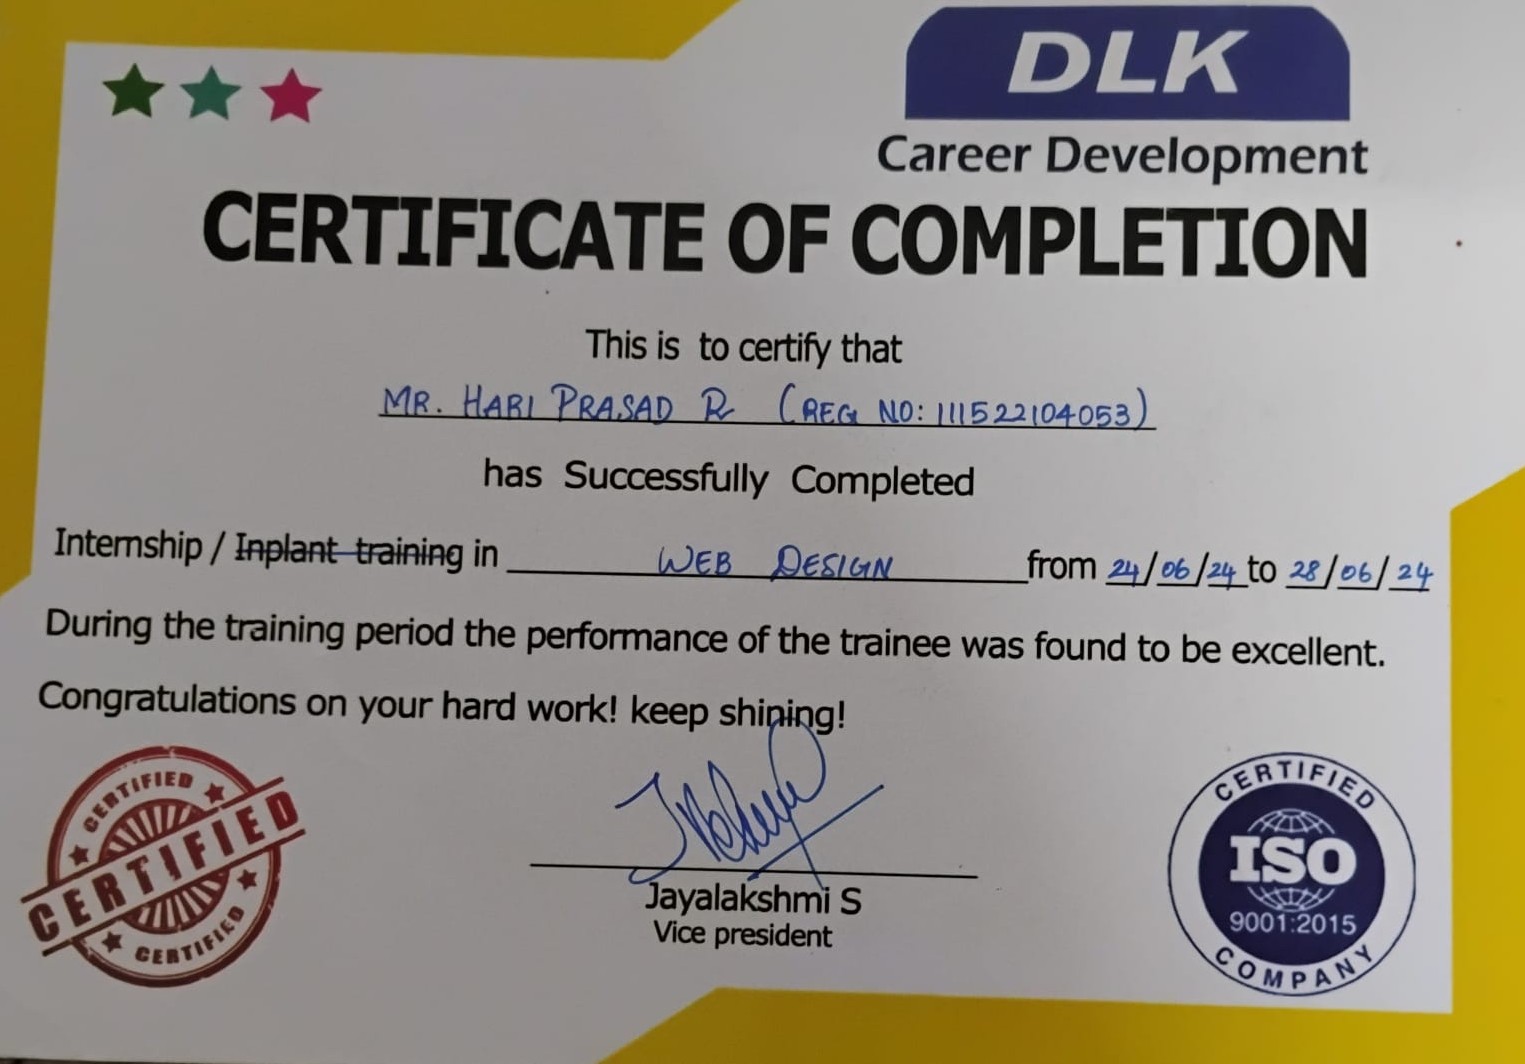 DLK
Career Development
CERTIFICATE OF COMPLETION
This is to certify that
MR. HARI PRASAD R (REG NO: 111522104053)
has Successfully Completed
Internship / Inplant training in WEB DESIGN from 24/06/24 to 28/06/24
During the training period the performance of the trainee was found to be excellent.
Congratulations on your hard work! keep shining!
CERTIFIED
CERTIFIED
CERTIFIED
Jayalakshmi S
Vice president
CERTIFIED
ISO
9001:2015
COMPANY